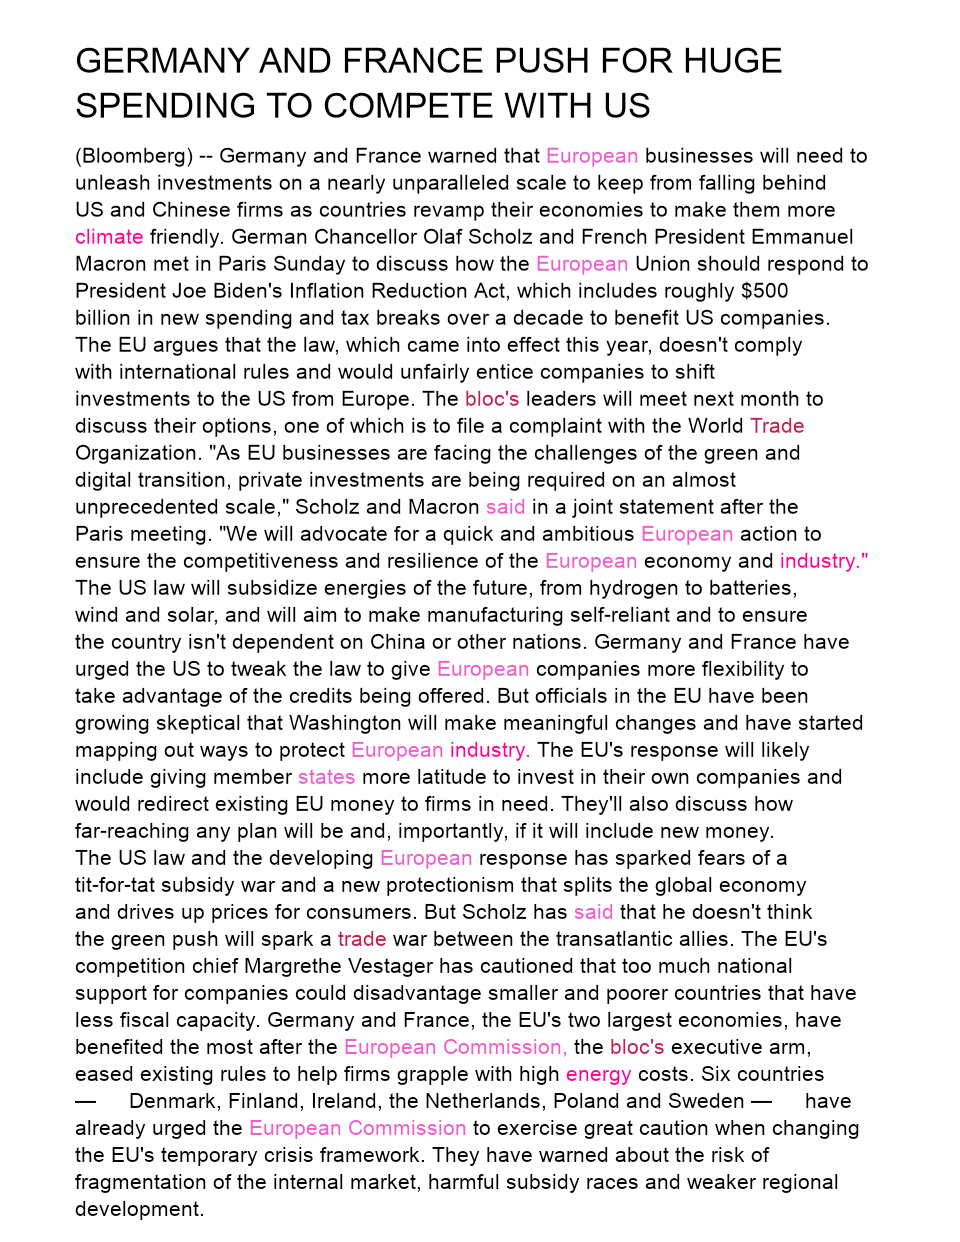 GERMANY AND FRANCE PUSH FOR HUGE
SPENDING TO COMPETE WITH US
(Bloomberg) -- Germany and France warned that European businesses will need to
unleash investments on a nearly unparalleled scale to keep from falling behind
US and Chinese firms as countries revamp their economies to make them more
climate friendly. German Chancellor Olaf Scholz and French President Emmanuel
Macron met in Paris Sunday to discuss how the European Union should respond to
President Joe Biden's Inflation Reduction Act, which includes roughly $500
billion in new spending and tax breaks over a decade to benefit US companies.
The EU argues that the law, which came into effect this year, doesn't comply
with international rules and would unfairly entice companies to shift
investments to the US from Europe. The bloc's leaders will meet next month to
discuss their options, one of which is to file a complaint with the World Trade
Organization. "As EU businesses are facing the challenges of the green and
digital transition, private investments are being required on an almost
unprecedented scale," Scholz and Macron said in a joint statement after the
Paris meeting. "We will advocate for a quick and ambitious European action to
ensure the competitiveness and resilience of the European economy and industry."
The US law will subsidize energies of the future, from hydrogen to batteries,
wind and solar, and will aim to make manufacturing self-reliant and to ensure
the country isn't dependent on China or other nations. Germany and France have
urged the US to tweak the law to give European companies more flexibility to
take advantage of the credits being offered. But officials in the EU have been
growing skeptical that Washington will make meaningful changes and have started
mapping out ways to protect European industry. The EU's response will likely
include giving member states more latitude to invest in their own companies and
would redirect existing EU money to firms in need. They'll also discuss how
far-reaching any plan will be and, importantly, if it will include new money.
The US law and the developing European response has sparked fears of a
tit-for-tat subsidy war and a new protectionism that splits the global economy
and drives up prices for consumers. But Scholz has said that he doesn't think
the green push will spark a trade war between the transatlantic allies. The EU's
competition chief Margrethe Vestager has cautioned that too much national
support for companies could disadvantage smaller and poorer countries that have
less fiscal capacity. Germany and France, the EU's two largest economies, have
benefited the most after the European Commission, the bloc's executive arm,
eased existing rules to help firms grapple with high energy costs. Six countries
— Denmark, Finland, Ireland, the Netherlands, Poland and Sweden — have
already urged the European Commission to exercise great caution when changing
the EU's temporary crisis framework. They have warned about the risk of
fragmentation of the internal market, harmful subsidy races and weaker regional
development.